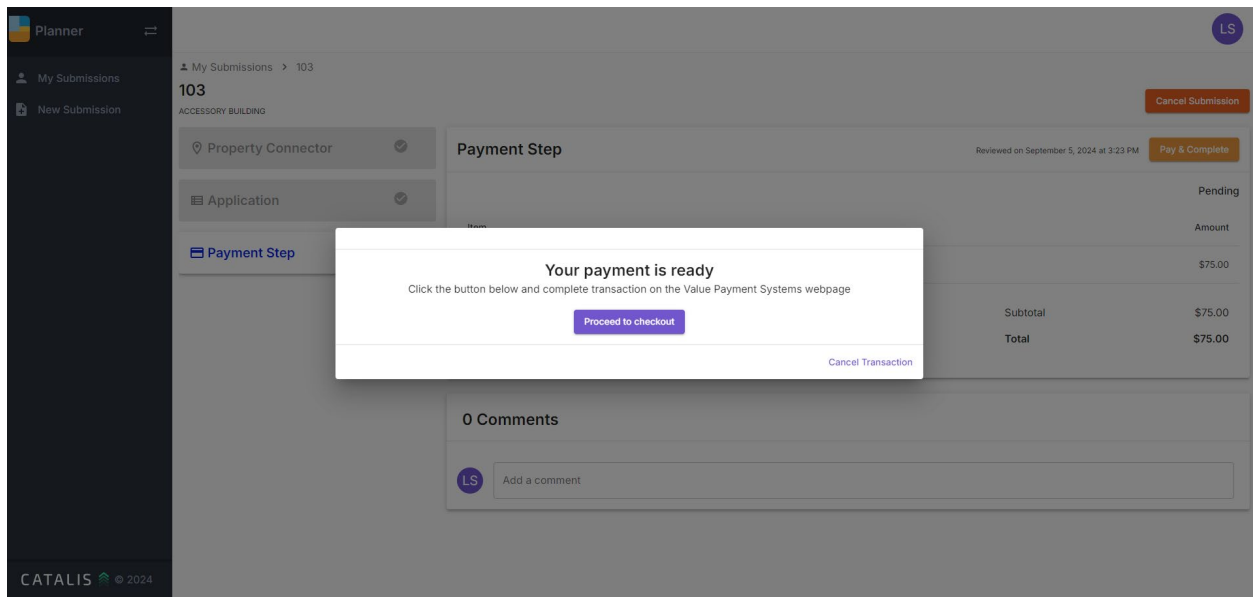 Planner
LS
My Submissions
New Submission
My Submissions > 103
103
ACCESSORY BUILDING
Cancel Submission
Property Connector
Application
Payment Step
Payment Step
Reviewed on September 5, 2024 at 3:23 PM
Pay & Complete
Pending
Item
Amount
$75.00
Subtotal
$75.00
Total
$75.00
Your payment is ready
Click the button below and complete transaction on the Value Payment Systems webpage
Proceed to checkout
Cancel Transaction
0 Comments
LS
Add a comment
CATALIS © 2024